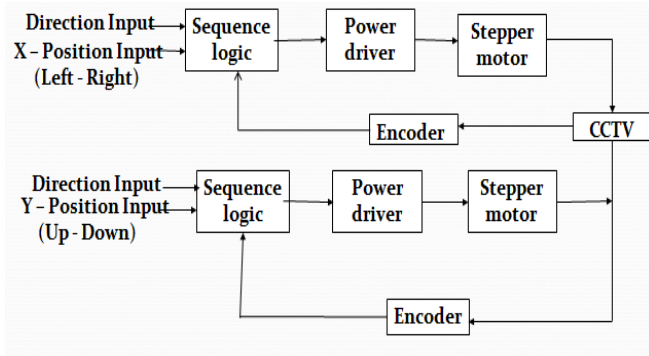 Direction Input
X – Position Input
(Left - Right)
Sequence
logic
Power
driver
Stepper
motor
Encoder
CCTV
Direction Input
Y – Position Input
(Up - Down)
Sequence
logic
Power
driver
Stepper
motor
Encoder